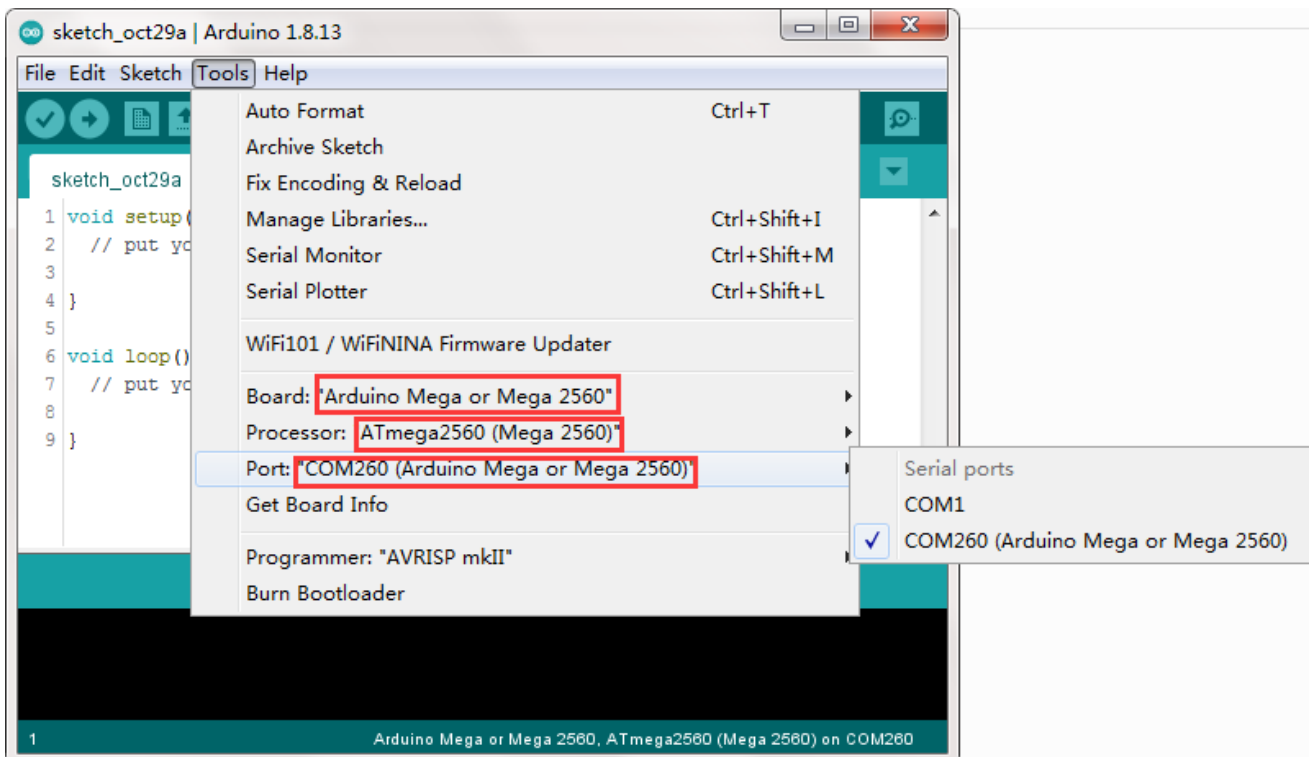 sketch_oct29a | Arduino 1.8.13
File Edit Sketch Tools Help
Auto Format Ctrl+T
Archive Sketch
Fix Encoding & Reload
Manage Libraries... Ctrl+Shift+I
Serial Monitor Ctrl+Shift+M
Serial Plotter Ctrl+Shift+L
WiFi101 / WiFiNINA Firmware Updater
Board: "Arduino Mega or Mega 2560"
Processor: "ATmega2560 (Mega 2560)"
Port: "COM260 (Arduino Mega or Mega 2560)"
Get Board Info
Programmer: "AVRISP mkII"
Burn Bootloader
Serial ports
COM1
COM260 (Arduino Mega or Mega 2560)
sketch_oct29a
1 void setup(
2 // put yo
3
4 }
5
6 void loop()
7 // put yo
8
9 }
1 Arduino Mega or Mega 2560, ATmega2560 (Mega 2560) on COM260